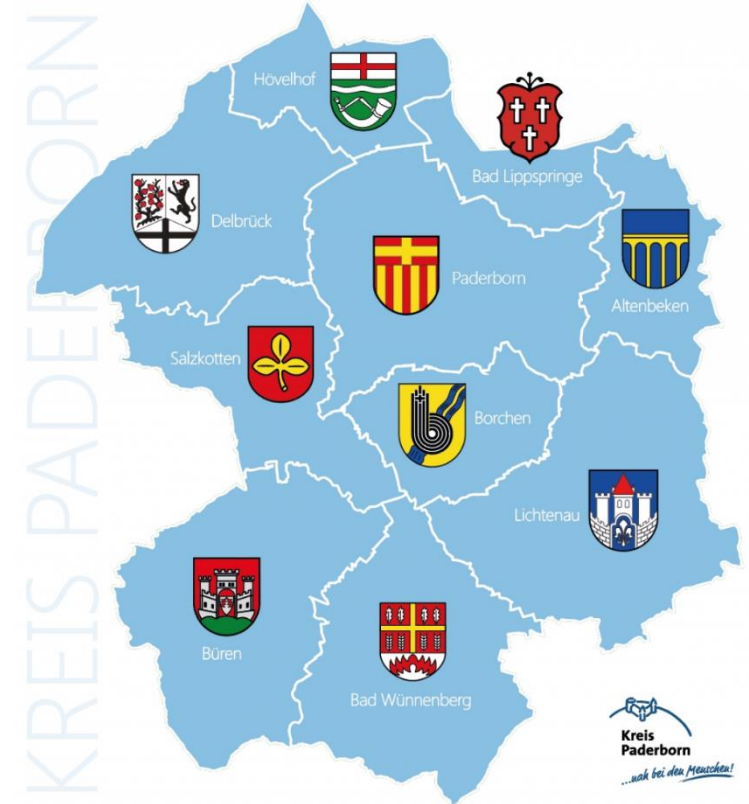 KREIS PADERBORN
Hövelhof
Bad Lippspringe
Delbrück
Paderborn
Altenbeken
Salzkotten
Borchen
Lichtenau
Büren
Bad Wünnenberg
Kreis
Paderborn
...nah bei den Menschen!